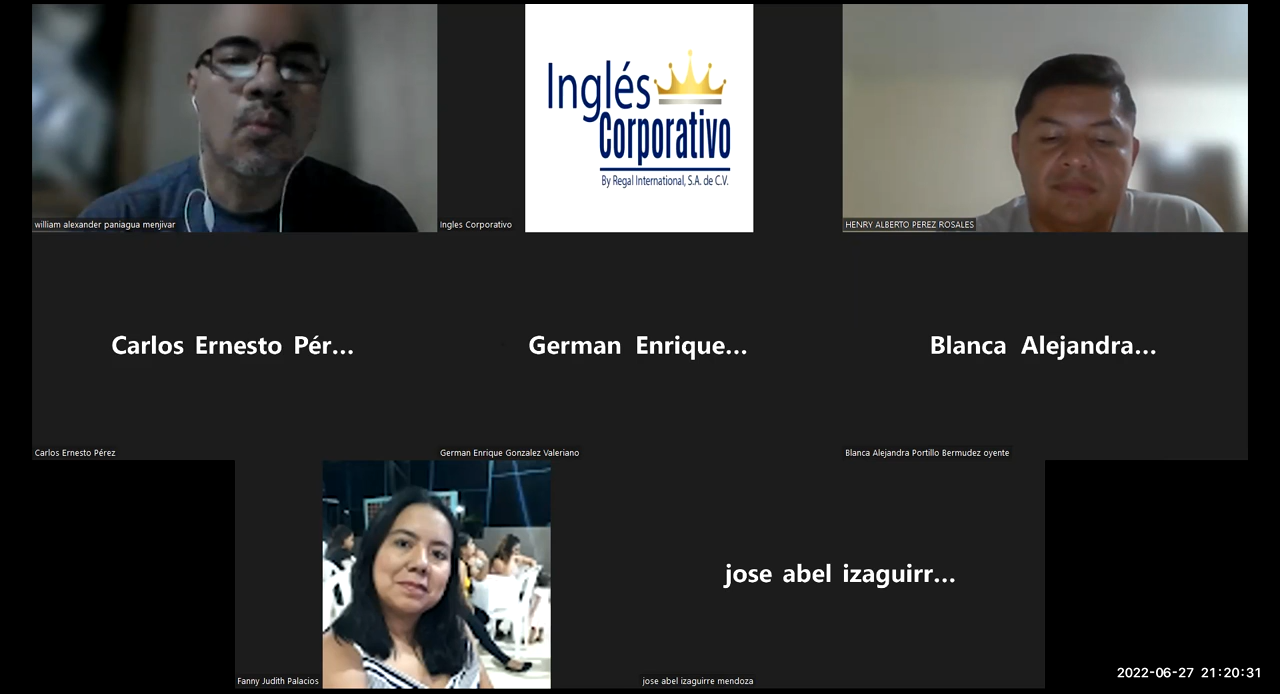 Inglés
Corporativo
By Regal International, S.A. de C.V.
william alexander paniagua menjivar
Ingles Corporativo
HENRY ALBERTO PEREZ ROSALES
Carlos Ernesto Pér...
German Enrique...
Blanca Alejandra...
Carlos Ernesto Pérez
German Enrique Gonzalez Valeriano
Blanca Alejandra Portillo Bermudez oyente
jose abel izaguirr...
Fanny Judith Palacios
jose abel izaguirre mendoza
2022-06-27 21:20:31